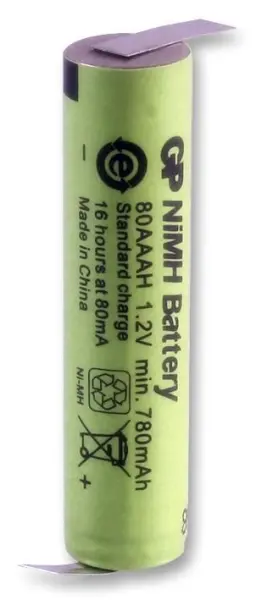 GP NiMH Battery
80AAAH 1.2V min. 780mAh
Standard charge
16 hours at 80mA
Made in China
Ni-MH